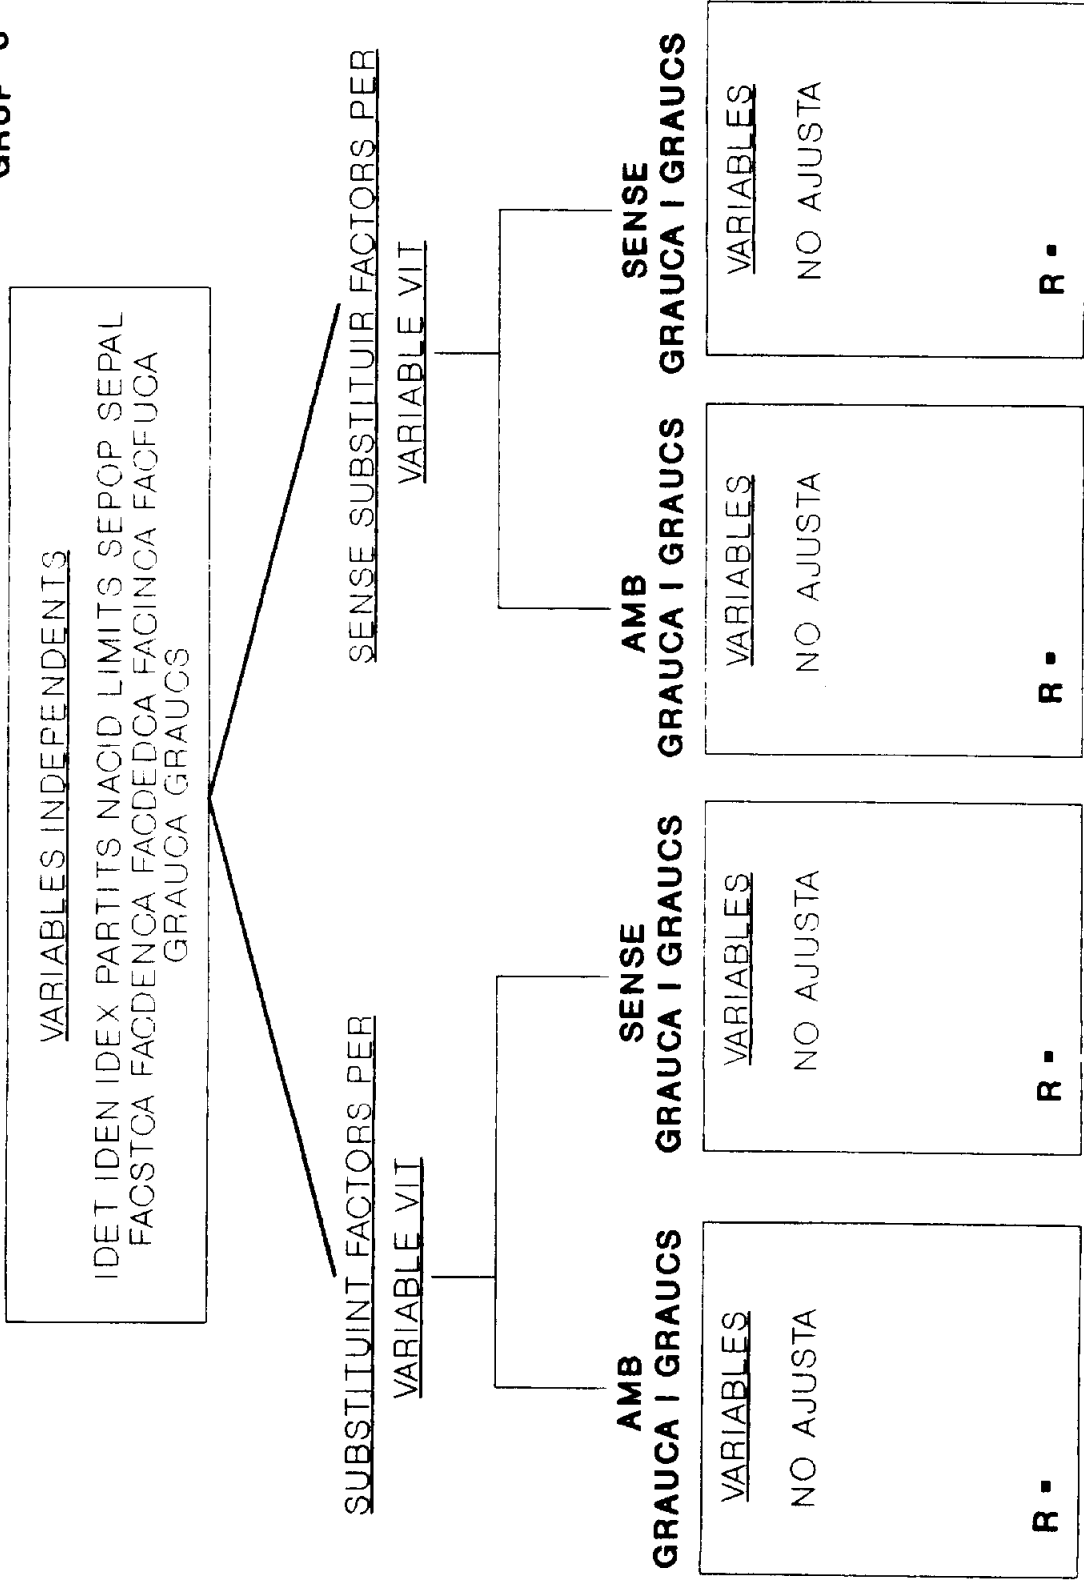 GRUP
VARIABLES INDEPENDENTS
IDET IDEN IDEX PARTITS NACID LIMITS SEPOP SEPAL
FACSTCA FACDENCA FACDEDCA FACINCA FACFUCA
GRAUCA GRAUCS
SUBSTITUINT FACTORS PER
VARIABLE VIT
SENSE SUBSTITUIR FACTORS PER
VARIABLE VIT
AMB
GRAUCA I GRAUCS
SENSE
GRAUCA I GRAUCS
AMB
GRAUCA I GRAUCS
SENSE
GRAUCA I GRAUCS
VARIABLES
NO AJUSTA
R =
VARIABLES
NO AJUSTA
R =
VARIABLES
NO AJUSTA
R =
VARIABLES
NO AJUSTA
R =